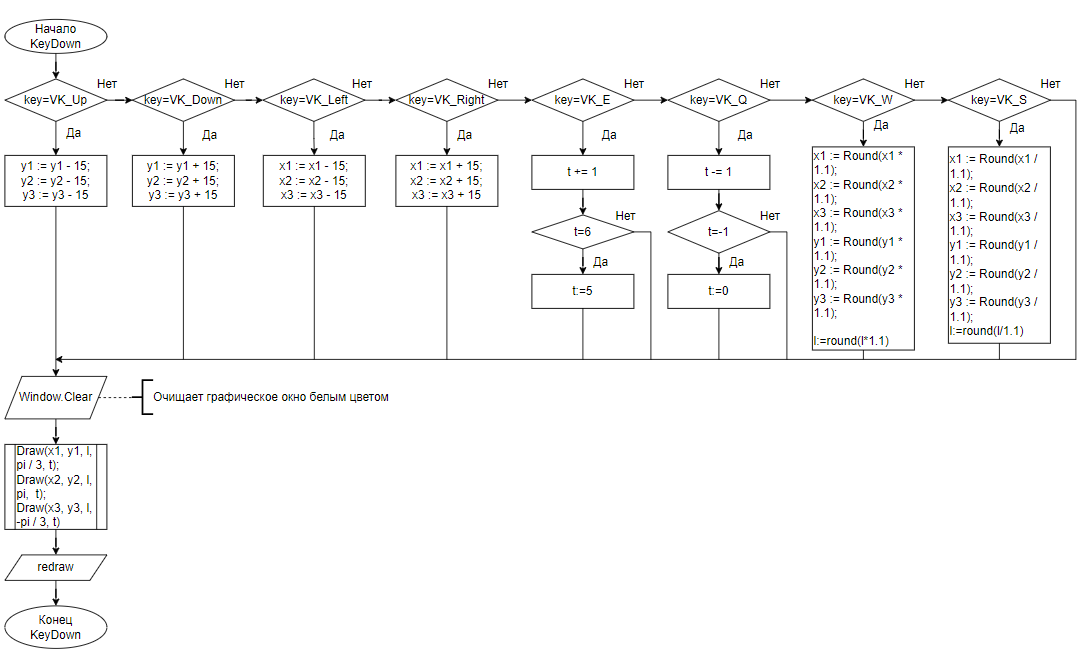 Начало
KeyDown
Нет
Нет
Нет
Нет
Нет
Нет
Нет
Нет
key=VK_Up
key=VK_Down
key=VK_Left
key=VK_Right
key=VK_E
key=VK_Q
key=VK_W
key=VK_S
Да
Да
Да
Да
Да
Да
Да
Да
y1 := y1 - 15;
y2 := y2 - 15;
y3 := y3 - 15
y1 := y1 + 15;
y2 := y2 + 15;
y3 := y3 + 15
x1 := x1 - 15;
x2 := x2 - 15;
x3 := x3 - 15
x1 := x1 + 15;
x2 := x2 + 15;
x3 := x3 + 15
t += 1
Нет
t=6
Да
t:=5
t -= 1
Нет
t=-1
Да
t:=0
x1 := Round(x1 *
1.1);
x2 := Round(x2 *
1.1);
x3 := Round(x3 *
1.1);
y1 := Round(y1 *
1.1);
y2 := Round(y2 *
1.1);
y3 := Round(y3 *
1.1);
l:=round(l*1.1)
x1 := Round(x1 /
1.1);
x2 := Round(x2 /
1.1);
x3 := Round(x3 /
1.1);
y1 := Round(y1 /
1.1);
y2 := Round(y2 /
1.1);
y3 := Round(y3 /
1.1);
l:=round(l/1.1)
Window.Clear
Очищает графическое окно белым цветом
Draw(x1, y1, l,
pi / 3, t);
Draw(x2, y2, l,
pi, t);
Draw(x3, y3, l,
-pi / 3, t)
redraw
Конец
KeyDown